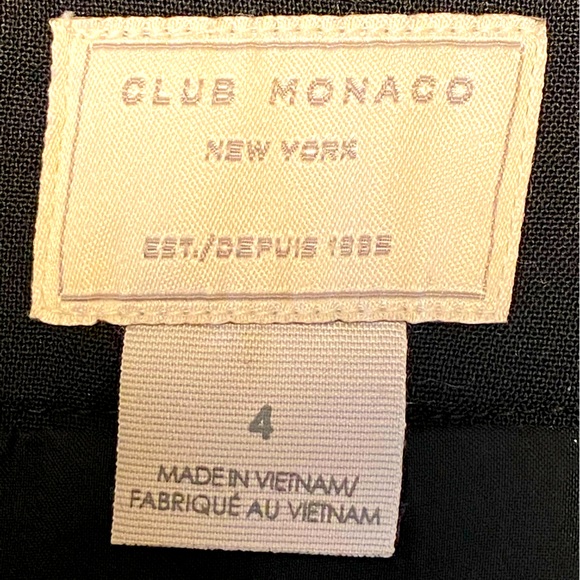 CLUB MONACO
NEW YORK
EST./DEPUIS 1985
4
MADE IN VIETNAM/
FABRIQUÉ AU VIETNAM